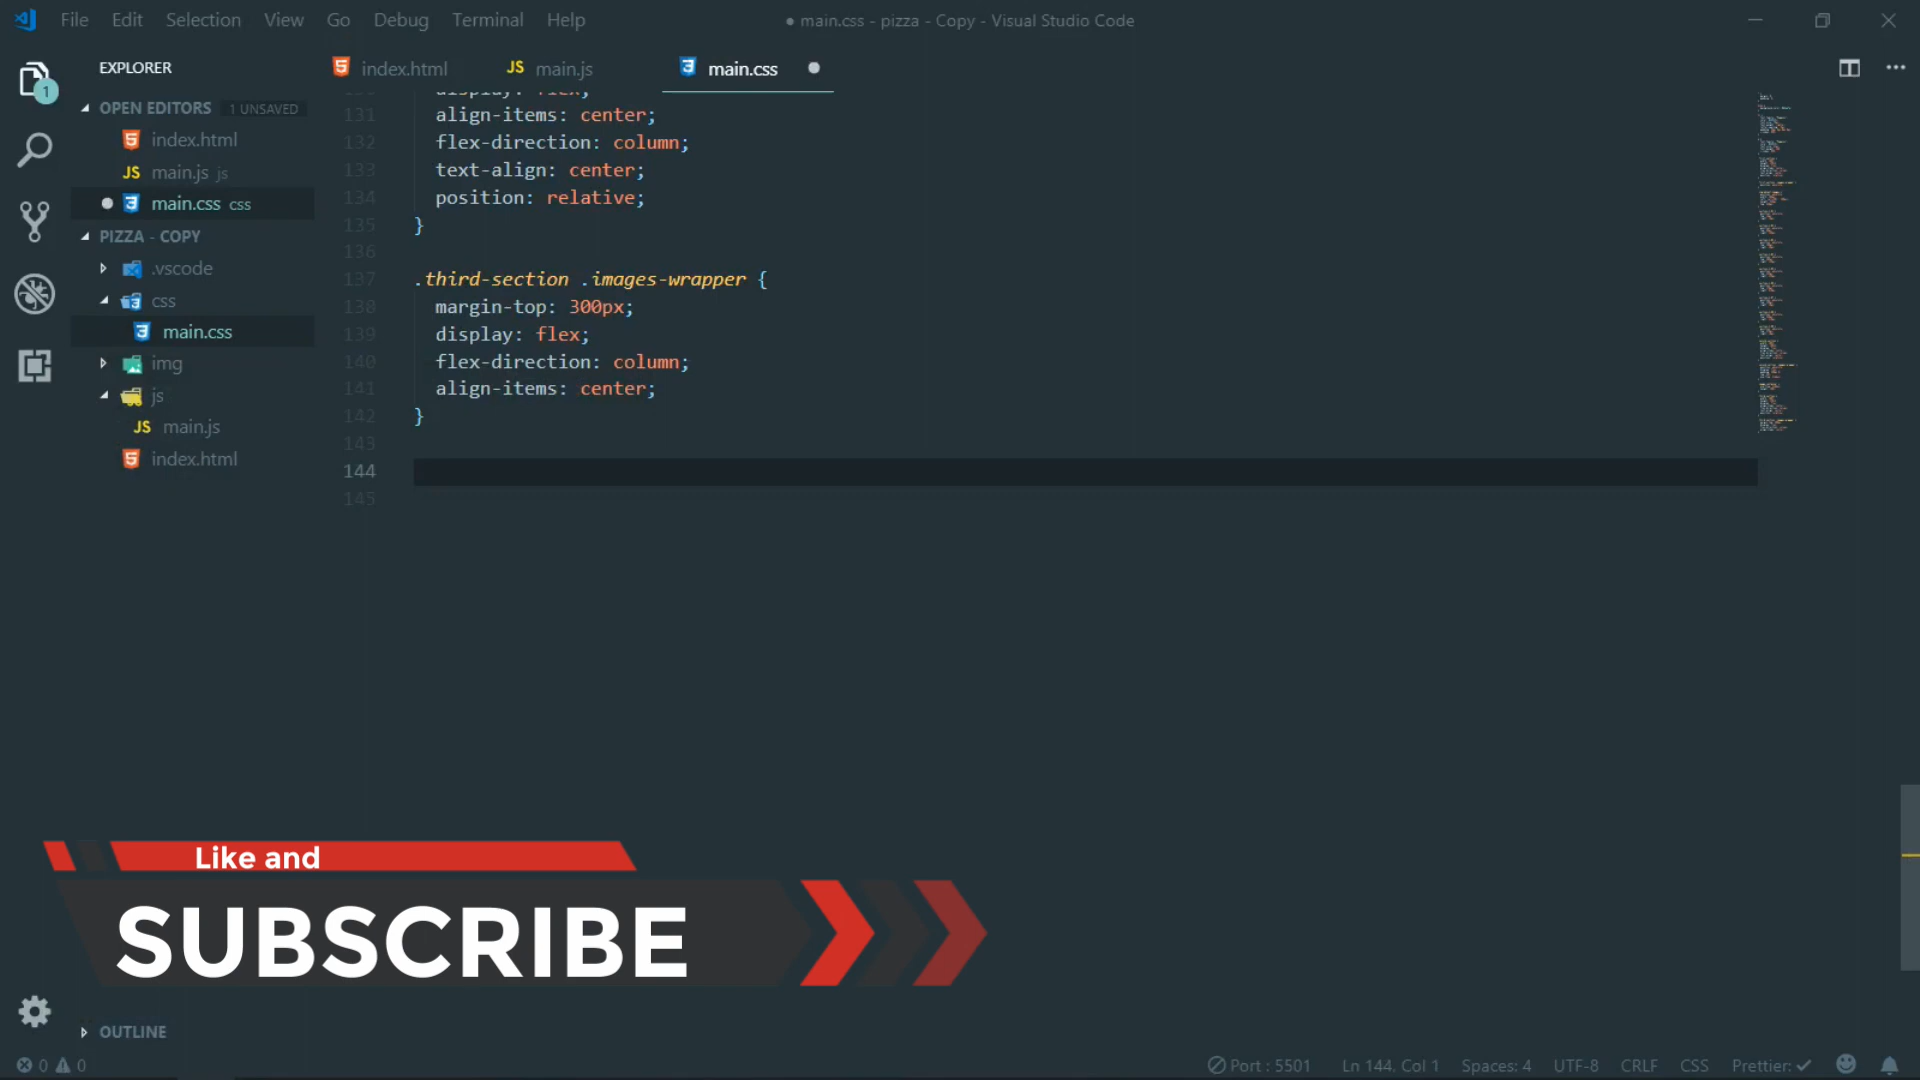 File Edit Selection View Go Debug Terminal Help ● main.css - pizza - Copy - Visual Studio Code
EXPLORER
index.html
JS main.js
main.css
OPEN EDITORS 1 UNSAVED
index.html
JS main.js js
main.css css
PIZZA - COPY
.vscode
css
main.css
img
js
JS main.js
index.html
131 align-items: center;
132 flex-direction: column;
133 text-align: center;
134 position: relative;
135 }
136
137 .third-section .images-wrapper {
138 margin-top: 300px;
139 display: flex;
140 flex-direction: column;
141 align-items: center;
142 }
143
144
145
Like and
SUBSCRIBE
OUTLINE
0 0 Port : 5501 Ln 144, Col 1 Spaces: 4 UTF-8 CRLF CSS Prettier: ✓
1